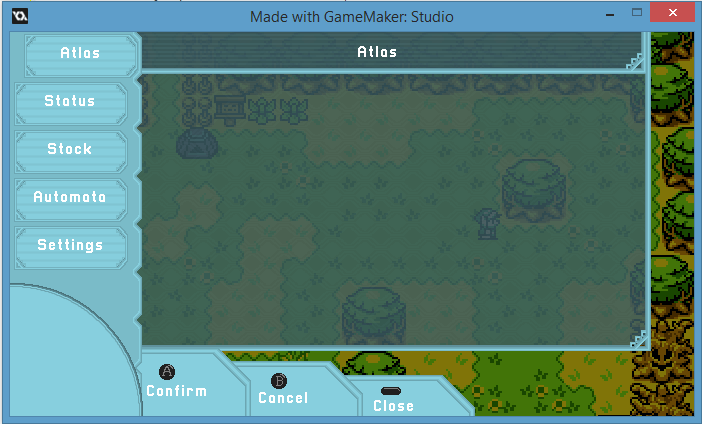 Made with GameMaker: Studio
Atlas
Atlas
Status
Stock
Automata
Settings
A
Confirm
B
Cancel
Close